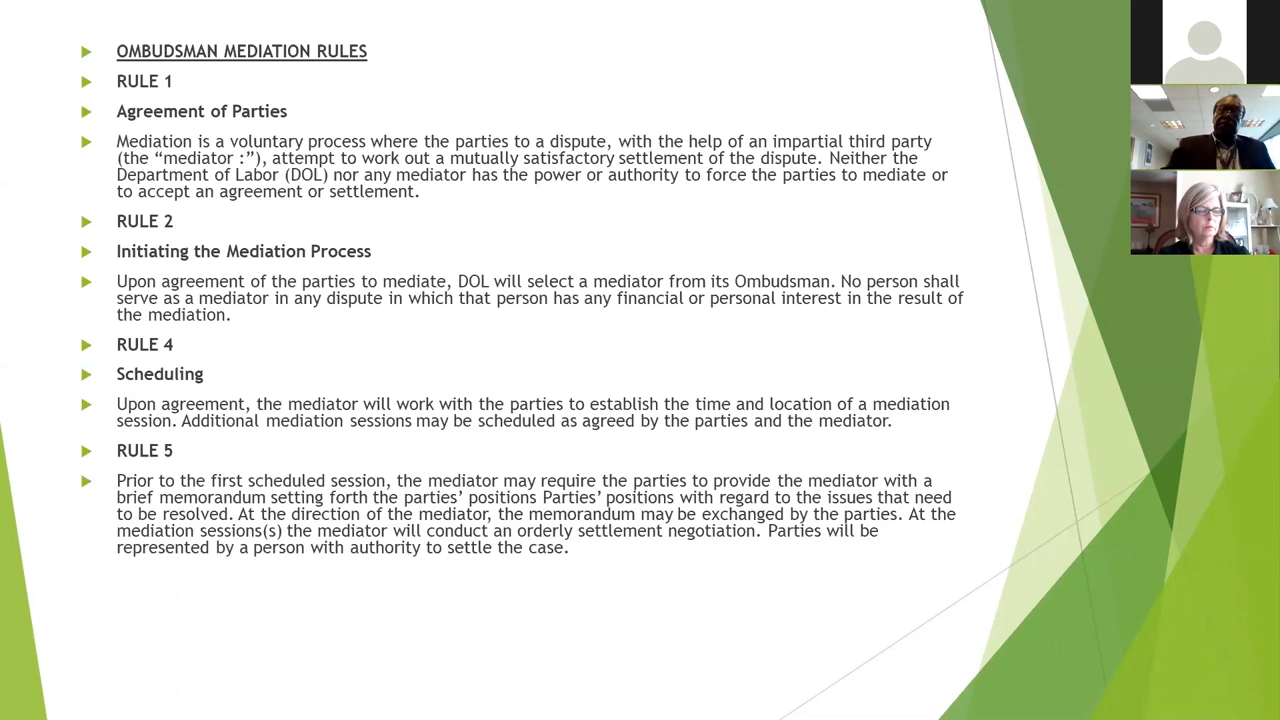 OMBUDSMAN MEDIATION RULES
RULE 1
Agreement of Parties
Mediation is a voluntary process where the parties to a dispute, with the help of an impartial third party
(the “mediator :”), attempt to work out a mutually satisfactory settlement of the dispute. Neither the
Department of Labor (DOL) nor any mediator has the power or authority to force the parties to mediate or
to accept an agreement or settlement.
RULE 2
Initiating the Mediation Process
Upon agreement of the parties to mediate, DOL will select a mediator from its Ombudsman. No person shall
serve as a mediator in any dispute in which that person has any financial or personal interest in the result of
the mediation.
RULE 4
Scheduling
Upon agreement, the mediator will work with the parties to establish the time and location of a mediation
session. Additional mediation sessions may be scheduled as agreed by the parties and the mediator.
RULE 5
Prior to the first scheduled session, the mediator may require the parties to provide the mediator with a
brief memorandum setting forth the parties’ positions Parties’ positions with regard to the issues that need
to be resolved. At the direction of the mediator, the memorandum may be exchanged by the parties. At the
mediation sessions(s) the mediator will conduct an orderly settlement negotiation. Parties will be
represented by a person with authority to settle the case.